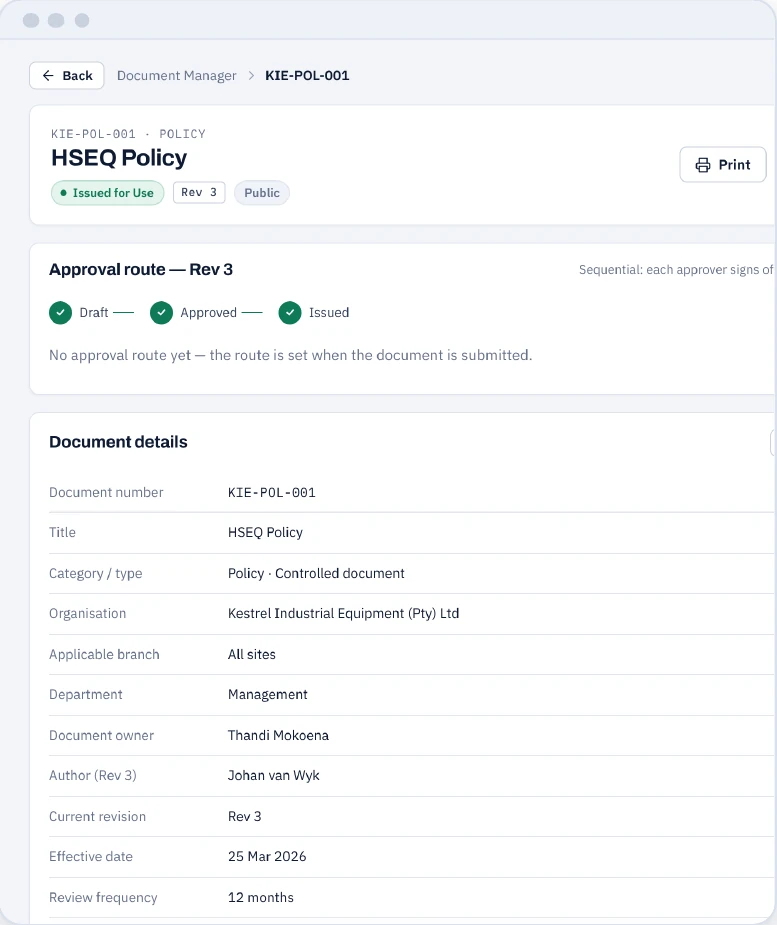 Back Document Manager > KIE-POL-001
KIE-POL-001 · POLICY
HSEQ Policy
Issued for Use Rev 3 Public
Print
Approval route — Rev 3
Sequential: each approver signs of
Draft Approved Issued
No approval route yet — the route is set when the document is submitted.
Document details
Document number KIE-POL-001
Title HSEQ Policy
Category / type Policy · Controlled document
Organisation Kestrel Industrial Equipment (Pty) Ltd
Applicable branch All sites
Department Management
Document owner Thandi Mokoena
Author (Rev 3) Johan van Wyk
Current revision Rev 3
Effective date 25 Mar 2026
Review frequency 12 months